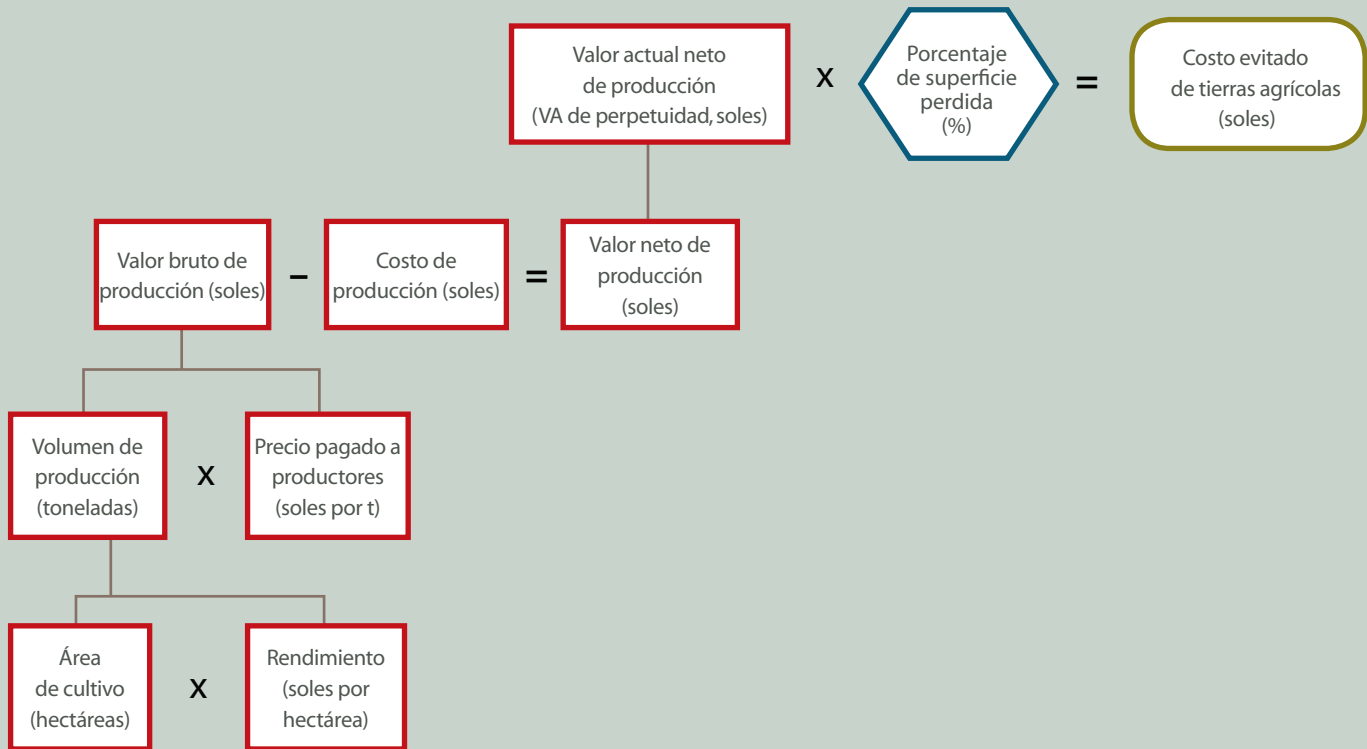 Valor actual neto
de producción
(VA de perpetuidad, soles)
x
Porcentaje
de superficie
perdida
(%)
=
Costo evitado
de tierras agrícolas
(soles)
Valor bruto de
producción (soles)
–
Costo de
producción (soles)
=
Valor neto de
producción
(soles)
Volumen de
producción
(toneladas)
x
Precio pagado a
productores
(soles por t)
Área
de cultivo
(hectáreas)
x
Rendimiento
(soles por
hectárea)